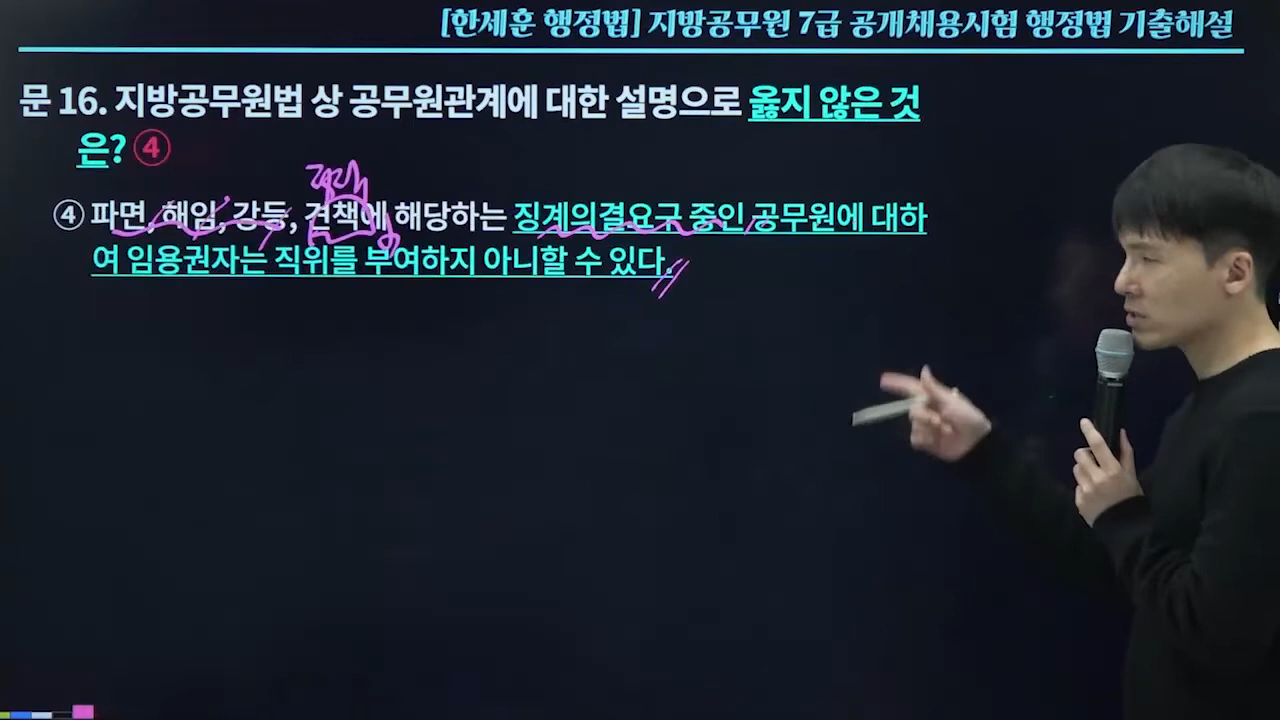 [한세훈 행정법] 지방공무원 7급 공개채용시험 행정법 기출해설
문 16. 지방공무원법 상 공무원관계에 대한 설명으로 옳지 않은 것
은? ④
④ 파면, 해임, 강등, 견책에 해당하는 징계의결요구 중인 공무원에 대하
여 임용권자는 직위를 부여하지 아니할 수 있다.